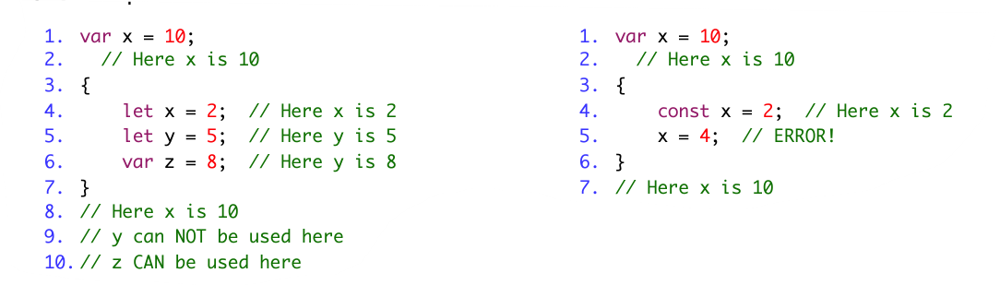 1. var x = 10;
2.   // Here x is 10
3. {
4.     let x = 2;  // Here x is 2
5.     let y = 5;  // Here y is 5
6.     var z = 8;  // Here y is 8
7. }
8. // Here x is 10
9. // y can NOT be used here
10. // z CAN be used here
1. var x = 10;
2.   // Here x is 10
3. {
4.     const x = 2;  // Here x is 2
5.     x = 4;  // ERROR!
6. }
7. // Here x is 10